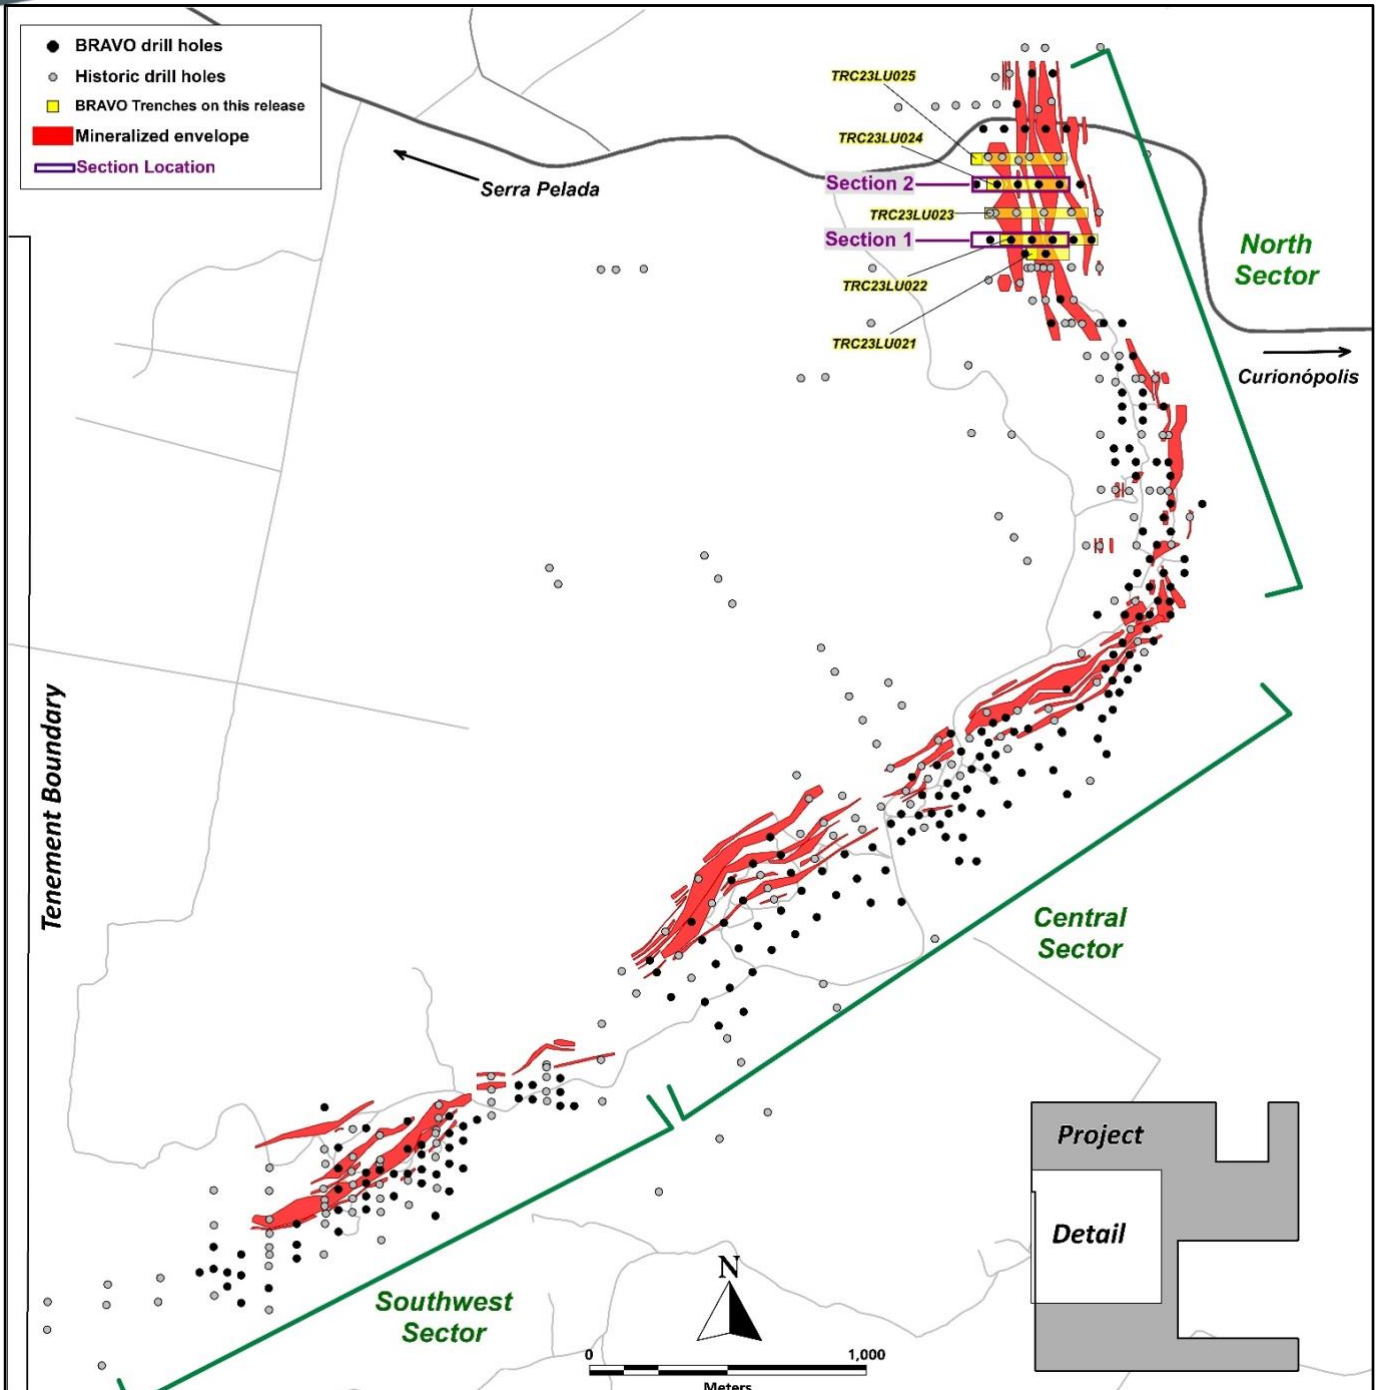 BRAVO drill holes
Historic drill holes
BRAVO Trenches on this release
Mineralized envelope
Section Location
TRC23LU025
TRC23LU024
Serra Pelada
Section 2
TRC23LU023
Section 1
North
Sector
TRC23LU022
TRC23LU021
Curionópolis
Tenement Boundary
Central
Sector
Project
Detail
Southwest
Sector
N
0 1,000
Meters